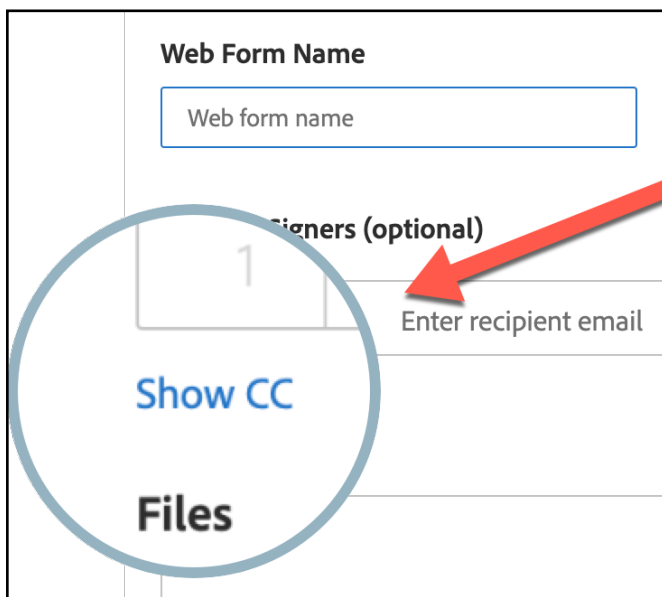 Web Form Name
Web form name
Signers (optional)
1
Enter recipient email
Show CC
Files